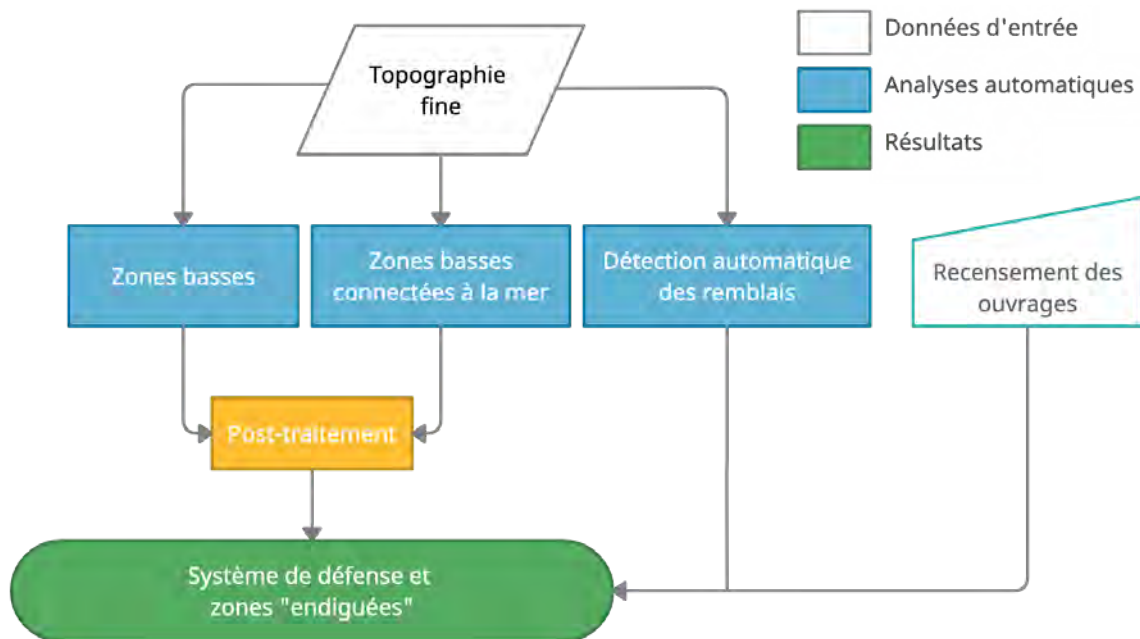 Topographie
fine
Données d'entrée
Analyses automatiques
Résultats
Zones basses
Zones basses
connectées à la mer
Détection automatique
des remblais
Recensement des
ouvrages
Post-traitement
Système de défense et
zones "endiguées"